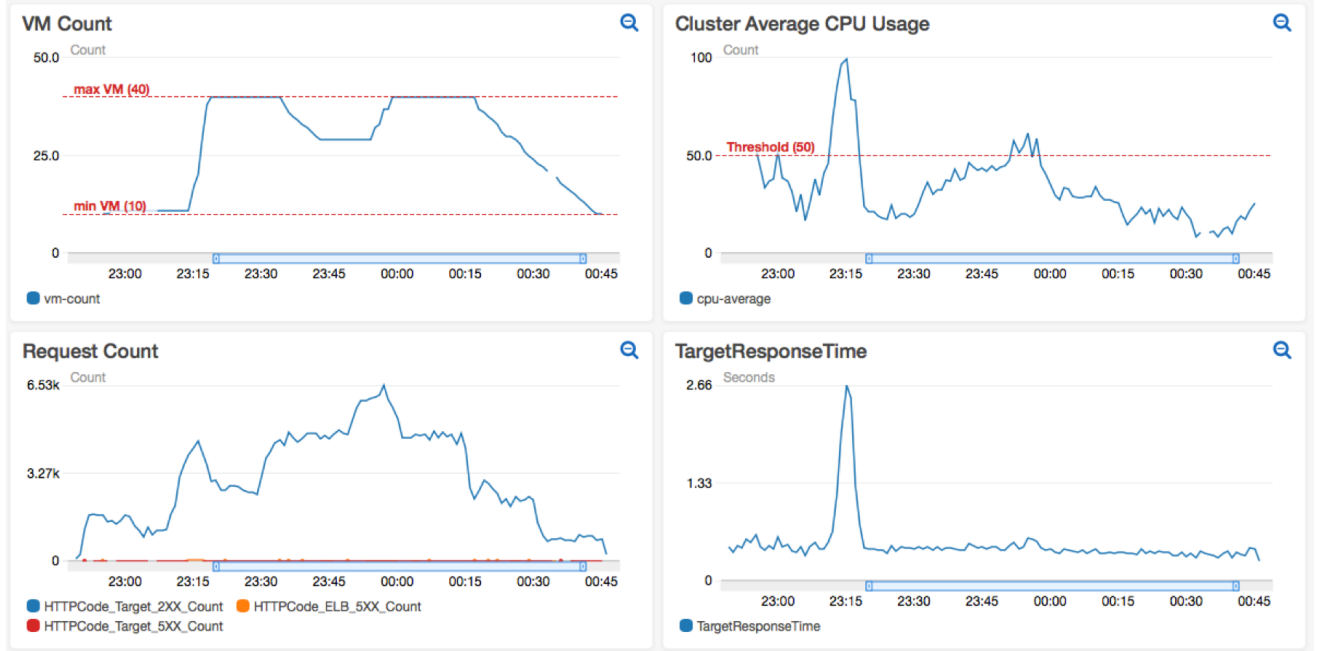 VM Count
Count
50.0
max VM (40)
25.0
min VM (10)
0
23:00 23:15 23:30 23:45 00:00 00:15 00:30 00:45
vm-count
Cluster Average CPU Usage
Count
100
Threshold (50)
50.0
0
23:00 23:15 23:30 23:45 00:00 00:15 00:30 00:45
cpu-average
Request Count
Count
6.53k
3.27k
0
23:00 23:15 23:30 23:45 00:00 00:15 00:30 00:45
HTTPCode_Target_2XX_Count HTTPCode_ELB_5XX_Count
HTTPCode_Target_5XX_Count
TargetResponseTime
Seconds
2.66
1.33
0
23:00 23:15 23:30 23:45 00:00 00:15 00:30 00:45
TargetResponseTime